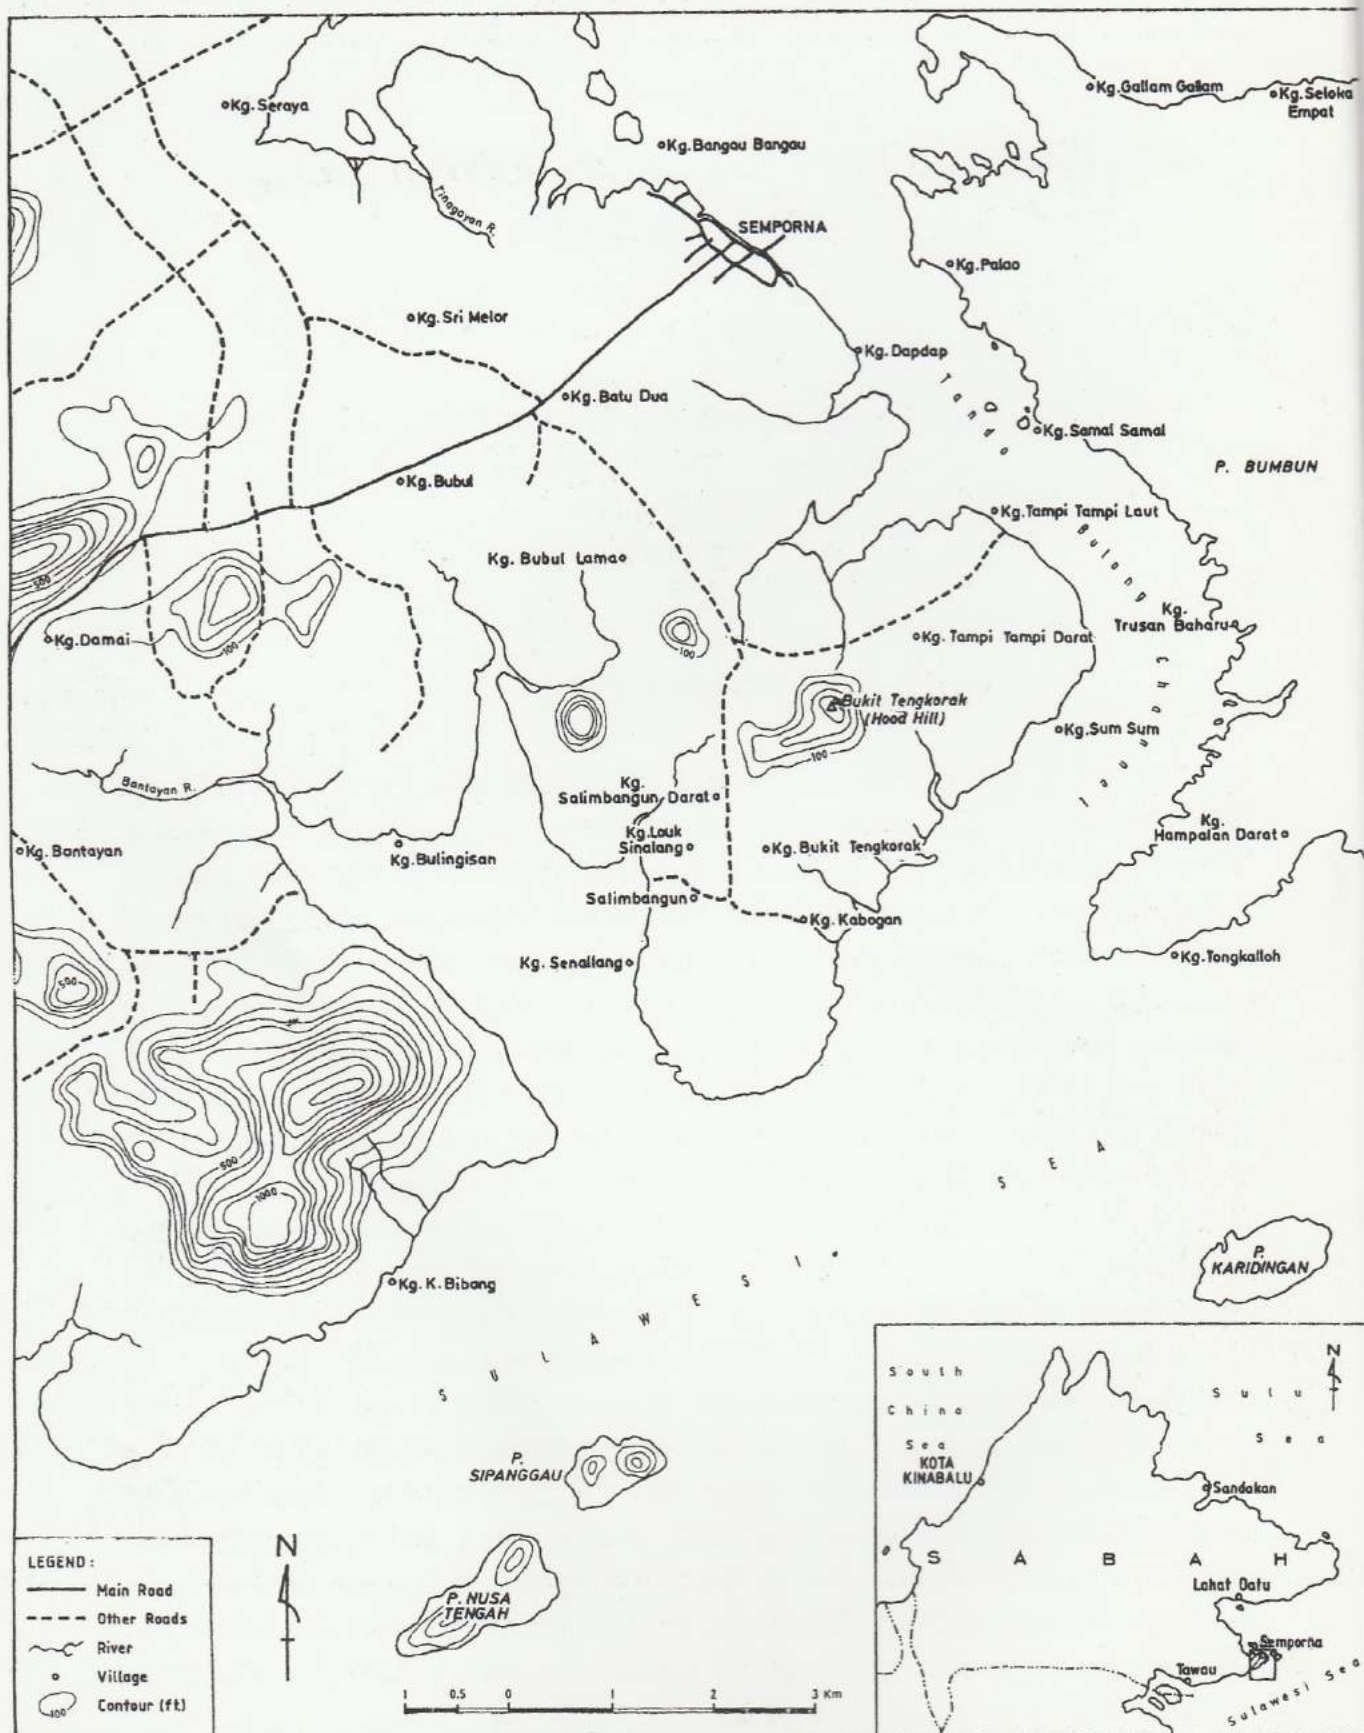 Kg. Gallam Gallam
Kg. Seloka
Empat
Kg. Seraya
Kg. Bangau Bangau
Tinagayan R.
SEMPORNA
Kg. Palao
Kg. Sri Melor
Kg. Dapdap
Tando
Kg. Batu Dua
Kg. Samal Samal
P. BUMBUN
Kg. Bubul
Kg. Tampi Tampi Laut
Bulong
Kg. Bubul Lama
500
Kg.
Trusan Baharu
Kg. Damai
100
100
Kg. Tampi Tampi Darat
Laut Chan
Bukit Tengkorak
(Hood Hill)
Kg. Sum Sum
100
Bantayan R.
Kg.
Salimbangun Darat
Kg. Louk
Sinalang
Kg.
Hampalan Darat
Kg. Bantayan
Kg. Bulingisan
Kg. Bukit Tengkorak
Salimbangun
Kg. Kabogan
Kg. Senallang
Kg. Tongkalloh
500
500
1000
SULAWESI SEA
P.
KARIDINGAN
Kg. K. Bibang
P.
SIPANGGAU
P. NUSA
TENGAH
LEGEND :
Main Road
Other Roads
River
Village
100
Contour (ft)
N
1 0.5 0 1 2 3 Km
N
South
China
Sea
Sulu
Sea
KOTA
KINABALU
Sandakan
SABAH
Lahat Datu
Semporna
Tawau
Sulawesi Sea